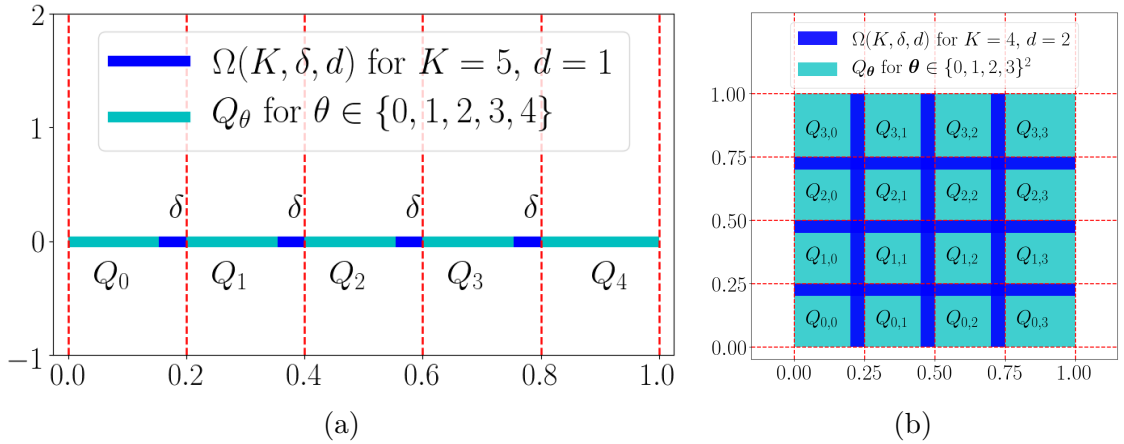 2
1
0
−1
Ω(K, δ, d) for K = 5, d = 1
Q_θ for θ ∈ {0, 1, 2, 3, 4}
δ δ δ δ
Q_0 Q_1 Q_2 Q_3 Q_4
0.0 0.2 0.4 0.6 0.8 1.0
(a)
Ω(K, δ, d) for K = 4, d = 2
Q_θ for θ ∈ {0, 1, 2, 3}^2
1.00
0.75
0.50
0.25
0.00
Q_{3,0} Q_{3,1} Q_{3,2} Q_{3,3}
Q_{2,0} Q_{2,1} Q_{2,2} Q_{2,3}
Q_{1,0} Q_{1,1} Q_{1,2} Q_{1,3}
Q_{0,0} Q_{0,1} Q_{0,2} Q_{0,3}
0.00 0.25 0.50 0.75 1.00
(b)